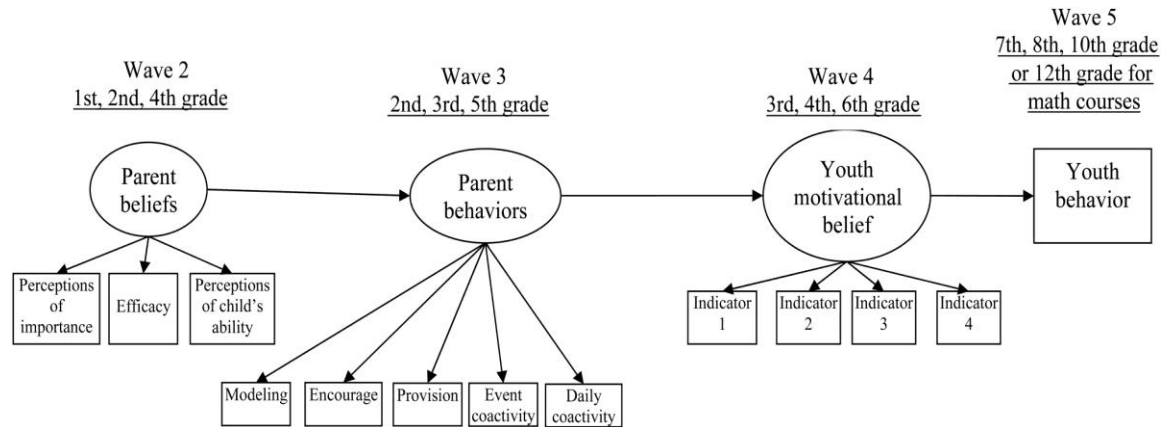 Wave 2
1st, 2nd, 4th grade
Wave 3
2nd, 3rd, 5th grade
Wave 4
3rd, 4th, 6th grade
Wave 5
7th, 8th, 10th grade
or 12th grade for
math courses
Parent
beliefs
Parent
behaviors
Youth
motivational
belief
Youth
behavior
Perceptions
of
importance
Efficacy
Perceptions
of child's
ability
Modeling
Encourage
Provision
Event
coactivity
Daily
coactivity
Indicator
1
Indicator
2
Indicator
3
Indicator
4